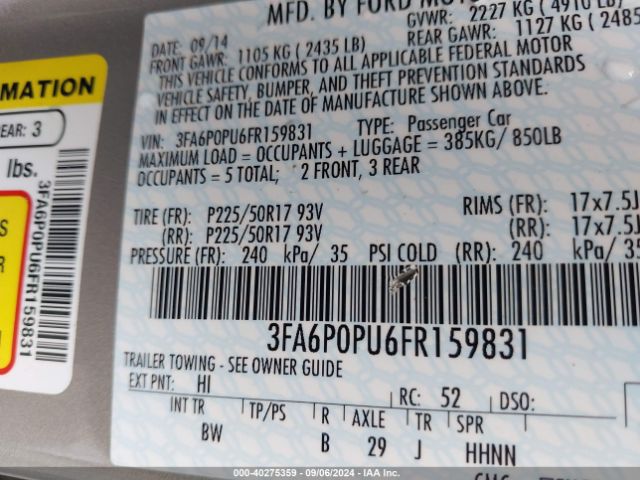 MFD. BY FORD
DATE: 09/14 GVWR: 2227 KG ( 4910 LB)
FRONT GAWR: 1105 KG ( 2435 LB) REAR GAWR: 1127 KG ( 2485
THIS VEHICLE CONFORMS TO ALL APPLICABLE FEDERAL MOTOR
VEHICLE SAFETY, BUMPER, AND THEFT PREVENTION STANDARDS
IN EFFECT ON THE DATE OF MANUFACTURE SHOWN ABOVE.
VIN: 3FA6P0PU6FR159831 TYPE: Passenger Car
MAXIMUM LOAD = OCCUPANTS + LUGGAGE = 385KG/ 850LB
OCCUPANTS = 5 TOTAL; 2 FRONT, 3 REAR
TIRE (FR): P225/50R17 93V RIMS (FR): 17x7.5J
(RR): P225/50R17 93V (RR): 17x7.5J
PRESSURE (FR): 240 kPa/ 35 PSI COLD (RR): 240 kPa/ 35
3FA6P0PU6FR159831
TRAILER TOWING - SEE OWNER GUIDE
EXT PNT: HI RC: 52 DSO:
INT TR TP/PS R AXLE TR SPR
BW B 29 J HHNN
EAR: 3
lbs.
3FA6P0PU6FR159831
000-40275359 | 09/06/2024 | IAA Inc.